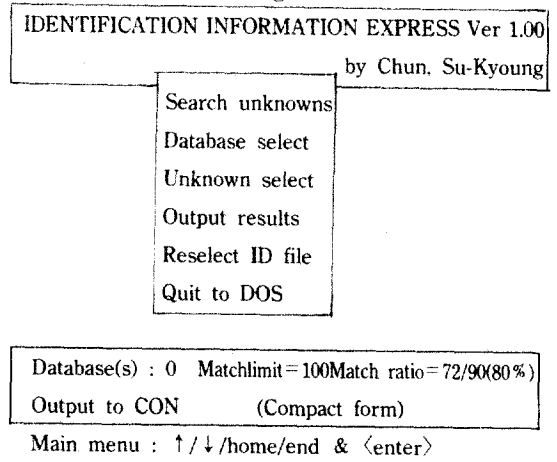 IDENTIFICATION INFORMATION EXPRESS Ver 1.00
by Chun, Su-Kyoung
Search unknowns
Database select
Unknown select
Output results
Reselect ID file
Quit to DOS
Database(s) : 0 Matchlimit=100Match ratio=72/90(80%)
Output to CON (Compact form)
Main menu : ↑/↓/home/end & 〈enter〉